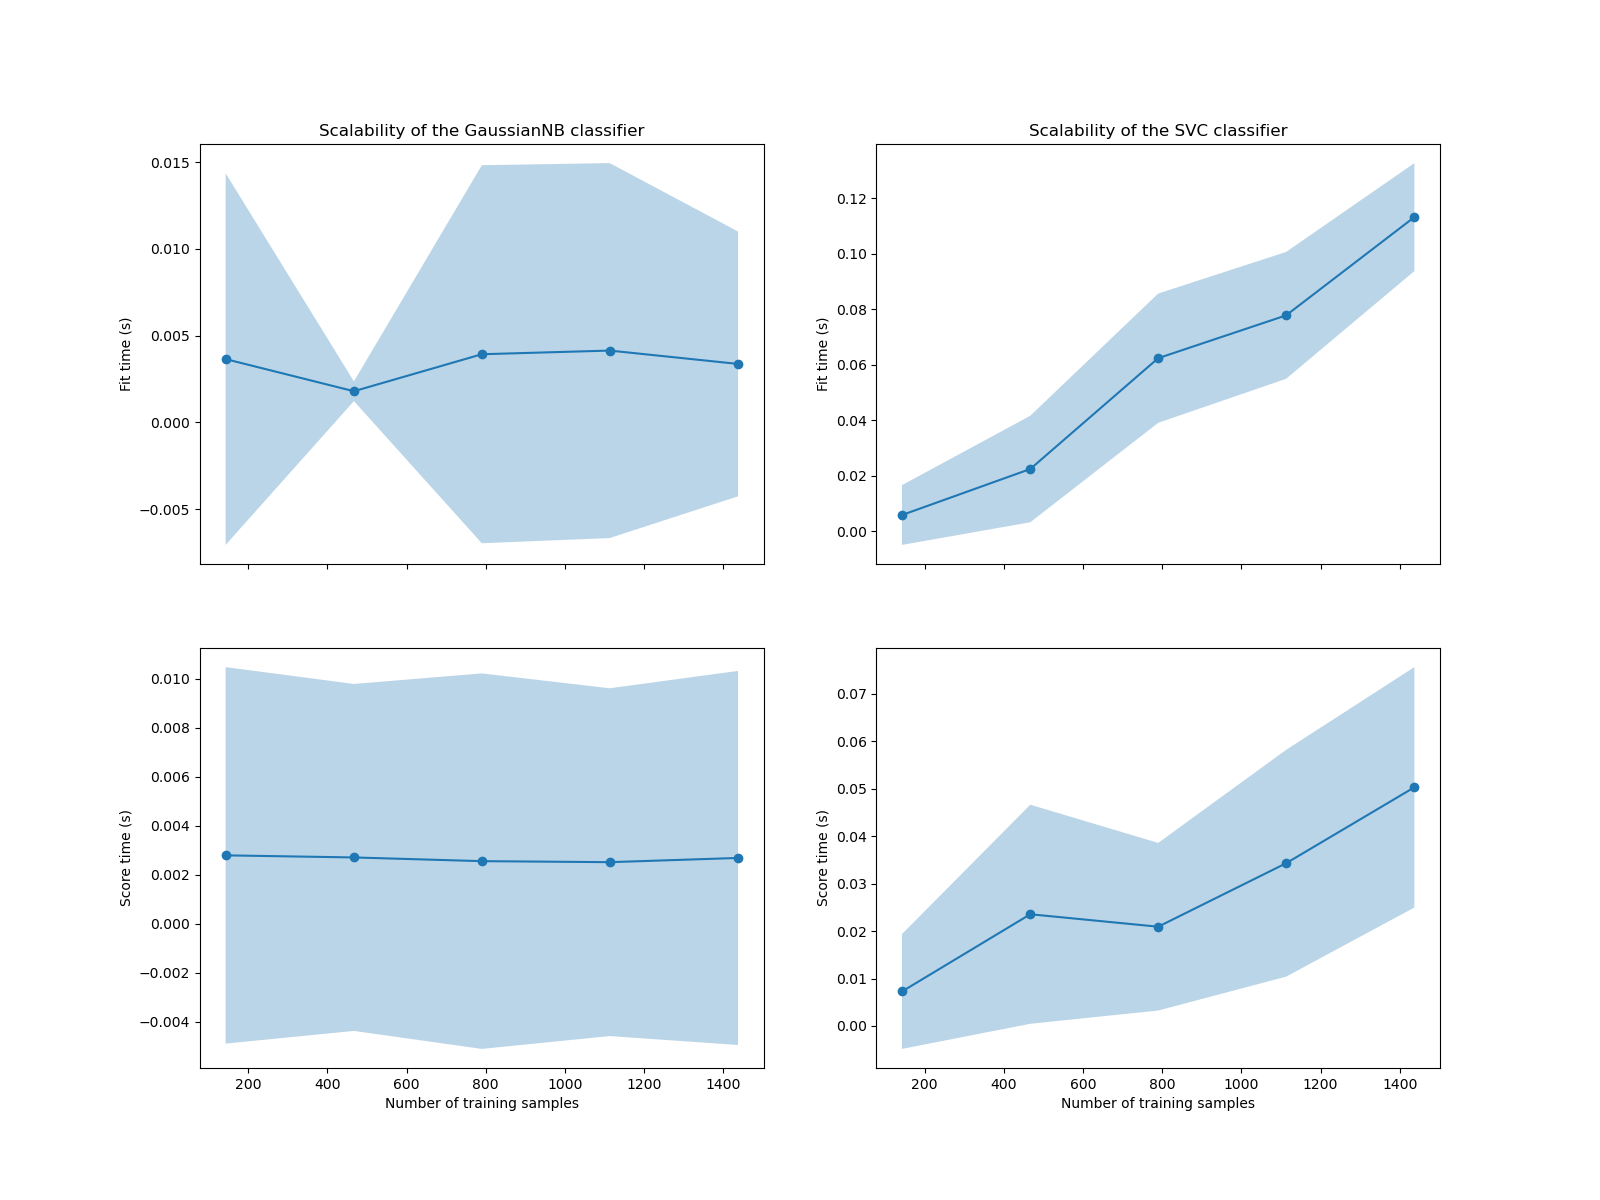 Scalability of the GaussianNB classifier
0.015
0.010
0.005
0.000
−0.005
Fit time (s)
Scalability of the SVC classifier
0.12
0.10
0.08
0.06
0.04
0.02
0.00
Fit time (s)
0.010
0.008
0.006
0.004
0.002
0.000
−0.002
−0.004
Score time (s)
200 400 600 800 1000 1200 1400
Number of training samples
0.07
0.06
0.05
0.04
0.03
0.02
0.01
0.00
Score time (s)
200 400 600 800 1000 1200 1400
Number of training samples